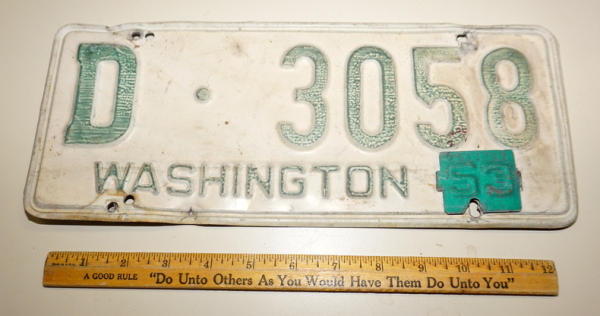 D · 3058
WASHINGTON 53
1 2 3 4 5 6 7 8 9 10 11 12
A GOOD RULE "Do Unto Others As You Would Have Them Do Unto You"